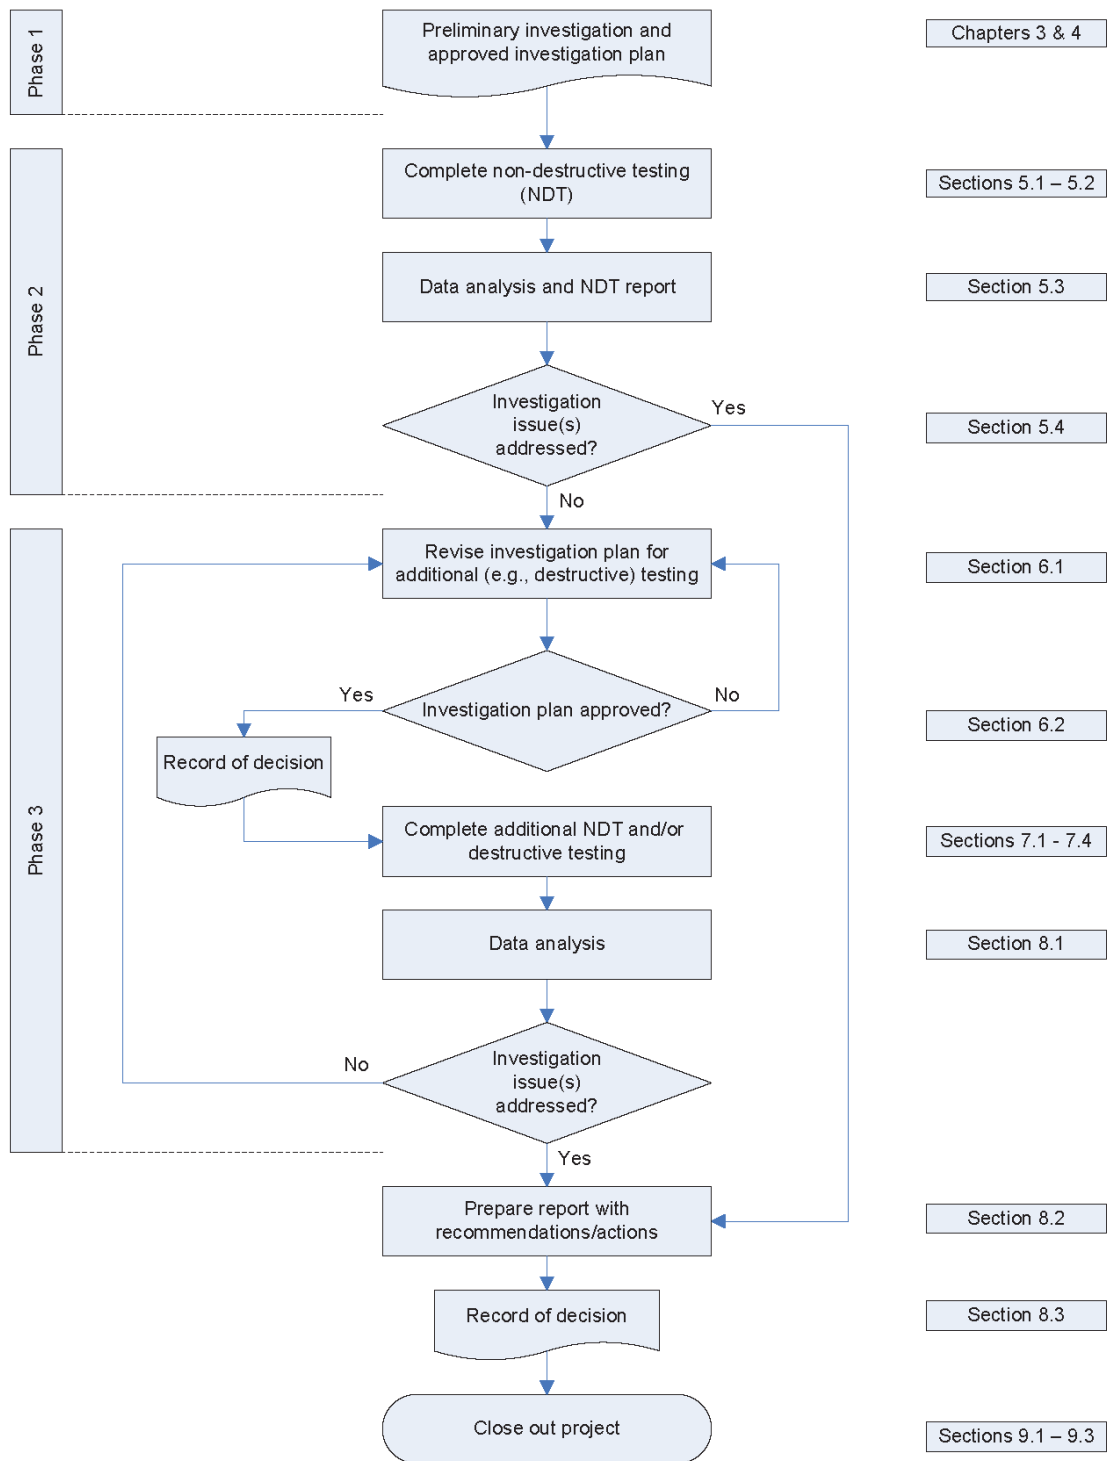 Phase 1
Preliminary investigation and
approved investigation plan
Chapters 3 & 4
Phase 2
Complete non-destructive testing
(NDT)
Sections 5.1 – 5.2
Data analysis and NDT report
Section 5.3
Investigation
issue(s)
addressed?
Yes
No
Section 5.4
Phase 3
Revise investigation plan for
additional (e.g., destructive) testing
Section 6.1
Yes
Investigation plan approved?
No
Section 6.2
Record of decision
Complete additional NDT and/or
destructive testing
Sections 7.1 - 7.4
Data analysis
Section 8.1
No
Investigation
issue(s)
addressed?
Yes
Prepare report with
recommendations/actions
Section 8.2
Record of decision
Section 8.3
Close out project
Sections 9.1 – 9.3